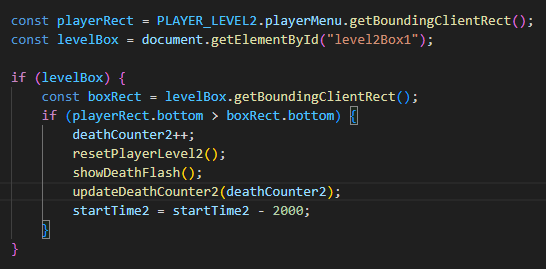 const playerRect = PLAYER_LEVEL2.playerMenu.getBoundingClientRect();
const levelBox = document.getElementById("level2Box1");
if (levelBox) {
const boxRect = levelBox.getBoundingClientRect();
if (playerRect.bottom > boxRect.bottom) {
deathCounter2++;
resetPlayerLevel2();
showDeathFlash();
updateDeathCounter2(deathCounter2);
startTime2 = startTime2 - 2000;
}
}